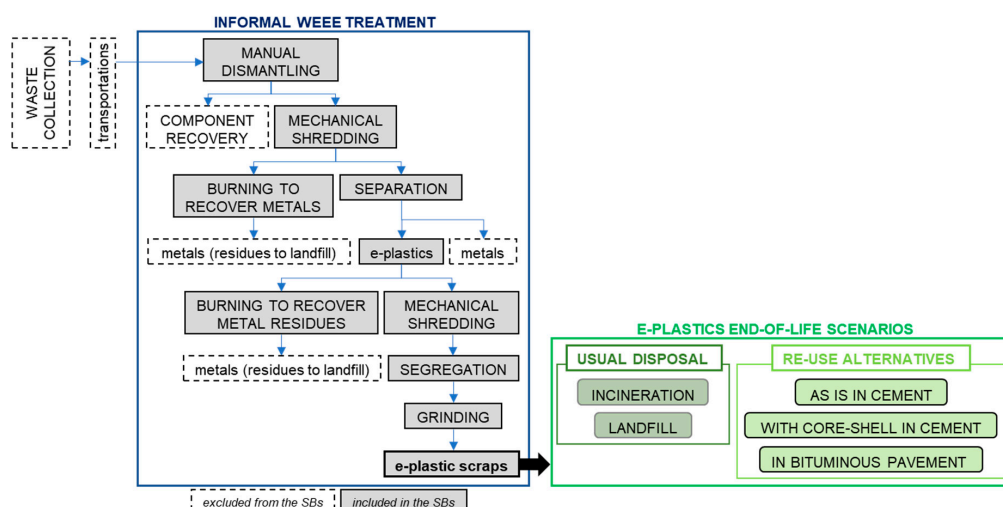 INFORMAL WEEE TREATMENT
WASTE
COLLECTION
transportations
MANUAL
DISMANTLING
COMPONENT
RECOVERY
MECHANICAL
SHREDDING
BURNING TO
RECOVER METALS
SEPARATION
metals (residues to landfill)
e-plastics
metals
BURNING TO RECOVER
METAL RESIDUES
MECHANICAL
SHREDDING
metals (residues to landfill)
SEGREGATION
GRINDING
e-plastic scraps
excluded from the SBs
included in the SBs
E-PLASTICS END-OF-LIFE SCENARIOS
USUAL DISPOSAL
INCINERATION
LANDFILL
RE-USE ALTERNATIVES
AS IS IN CEMENT
WITH CORE-SHELL IN CEMENT
IN BITUMINOUS PAVEMENT